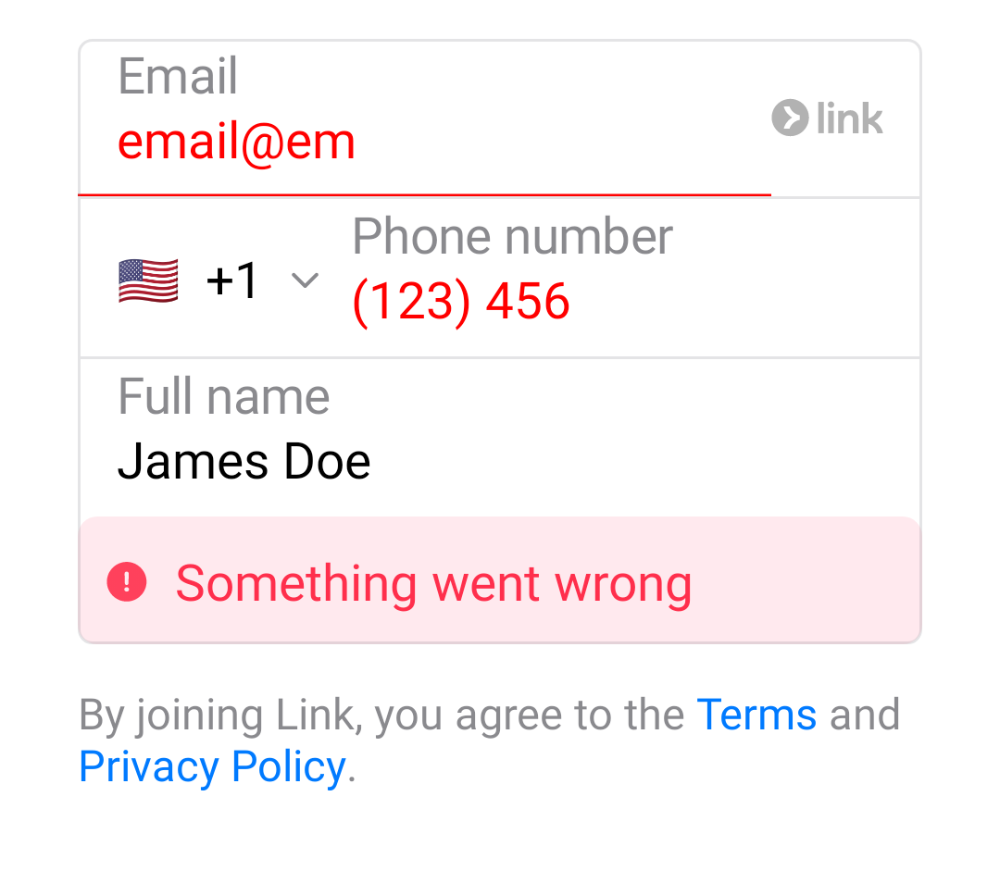 Email
email@em
link
Phone number
+1
(123) 456
Full name
James Doe
Something went wrong
By joining Link, you agree to the Terms and
Privacy Policy.